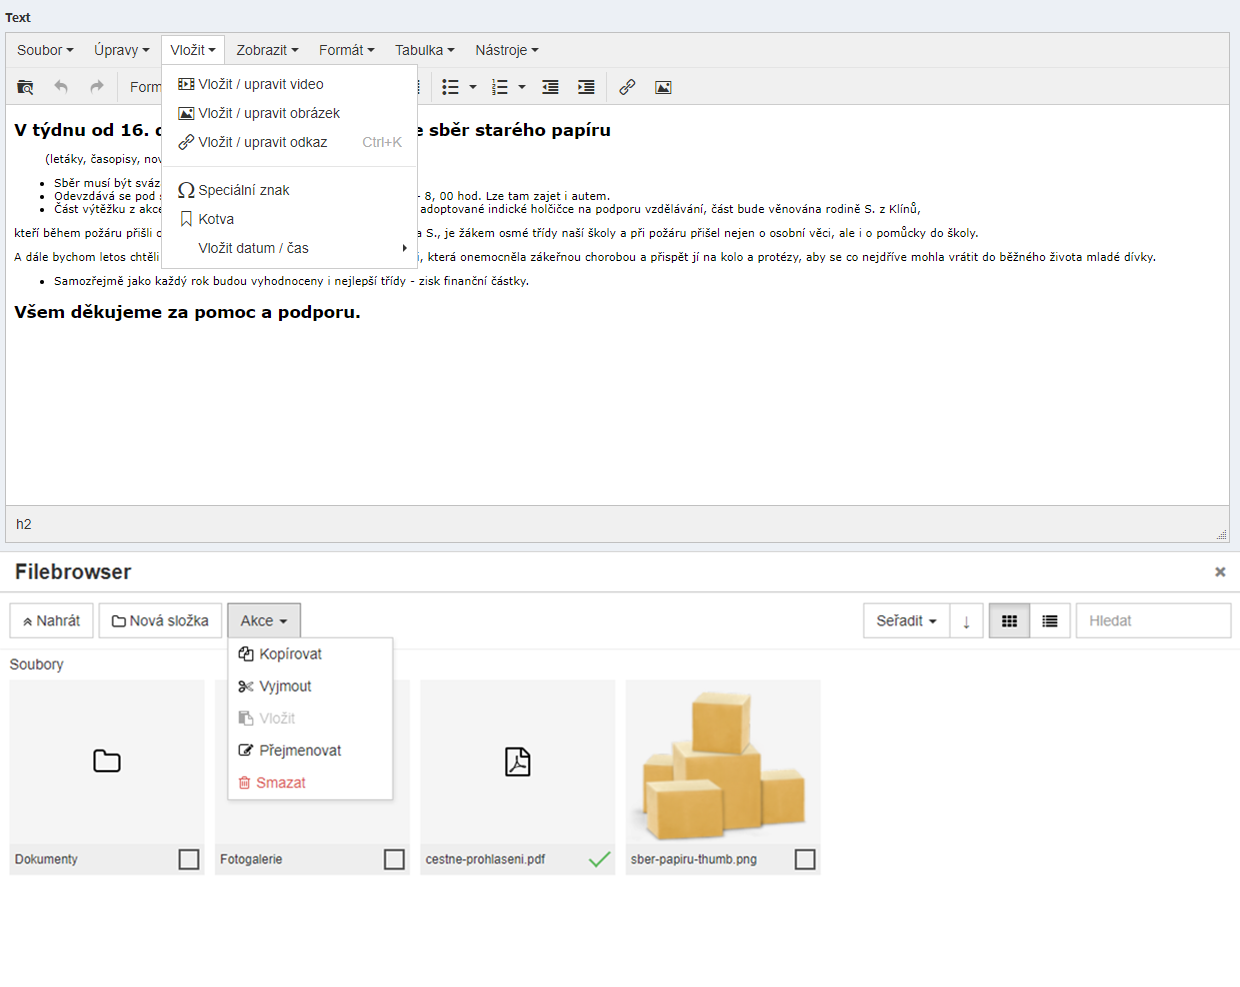 Text
Soubor Úpravy Vložit Zobrazit Formát Tabulka Nástroje
Form
Vložit / upravit video
Vložit / upravit obrázek
Vložit / upravit odkaz Ctrl+K
Speciální znak
Kotva
Vložit datum / čas
V týdnu od 16. sběr starého papíru
(letáky, časopisy,
Sběr musí být
Odevzdává se pod - 8, 00 hod. Lze tam zajet i autem.
Část výtěžku z adoptované indické holčičce na podporu vzdělávání, část bude věnována rodině S. z Klínů,
kteří během požáru přišli S., je žákem osmé třídy naší školy a při požáru přišel nejen o osobní věci, ale i o pomůcky do školy.
A dále bychom letos chtěli , která onemocněla zákeřnou chorobou a přispět jí na kolo a protézy, aby se co nejdříve mohla vrátit do běžného života mladé dívky.
Samozřejmě jako každý rok budou vyhodnoceny i nejlepší třídy - zisk finanční částky.
Všem děkujeme za pomoc a podporu.
h2
Filebrowser
Nahrát Nová složka Akce Seřadit Hledat
Kopírovat
Vyjmout
Vložit
Přejmenovat
Smazat
Soubory
Dokumenty Fotogalerie cestne-prohlaseni.pdf sber-papiru-thumb.png